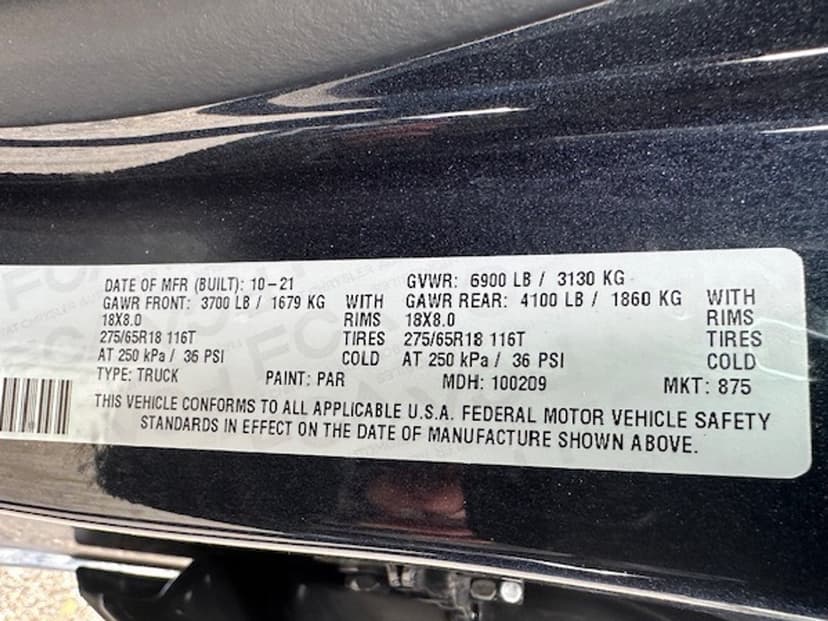 DATE OF MFR (BUILT): 10-21 GVWR: 6900 LB / 3130 KG
GAWR FRONT: 3700 LB / 1679 KG WITH GAWR REAR: 4100 LB / 1860 KG WITH
18X8.0 RIMS 18X8.0 RIMS
275/65R18 116T TIRES 275/65R18 116T TIRES
AT 250 kPa / 36 PSI COLD AT 250 kPa / 36 PSI COLD
TYPE: TRUCK PAINT: PAR MDH: 100209 MKT: 875
THIS VEHICLE CONFORMS TO ALL APPLICABLE U.S.A. FEDERAL MOTOR VEHICLE SAFETY
STANDARDS IN EFFECT ON THE DATE OF MANUFACTURE SHOWN ABOVE.